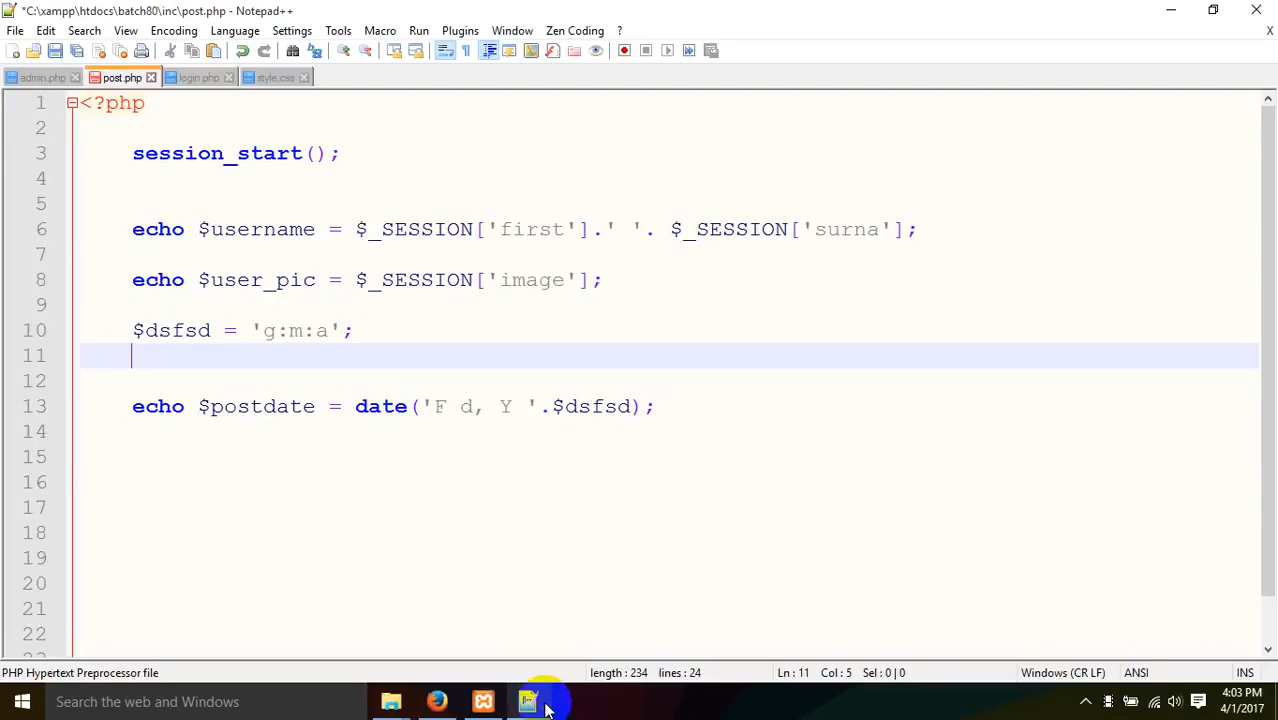 *C:\xampp\htdocs\batch80\inc\post.php - Notepad++
File Edit Search View Encoding Language Settings Tools Macro Run Plugins Window Zen Coding ? X
admin.php post.php login.php style.css
1 <?php
2
3 session_start();
4
5
6 echo $username = $_SESSION['first'].' '. $_SESSION['surna'];
7
8 echo $user_pic = $_SESSION['image'];
9
10 $dsfsd = 'g:m:a';
11
12
13 echo $postdate = date('F d, Y '.$dsfsd);
14
15
16
17
18
19
20
21
22
PHP Hypertext Preprocessor file length : 234 lines : 24 Ln : 11 Col : 5 Sel : 0 | 0 Windows (CR LF) ANSI INS
Search the web and Windows
4:03 PM
4/1/2017